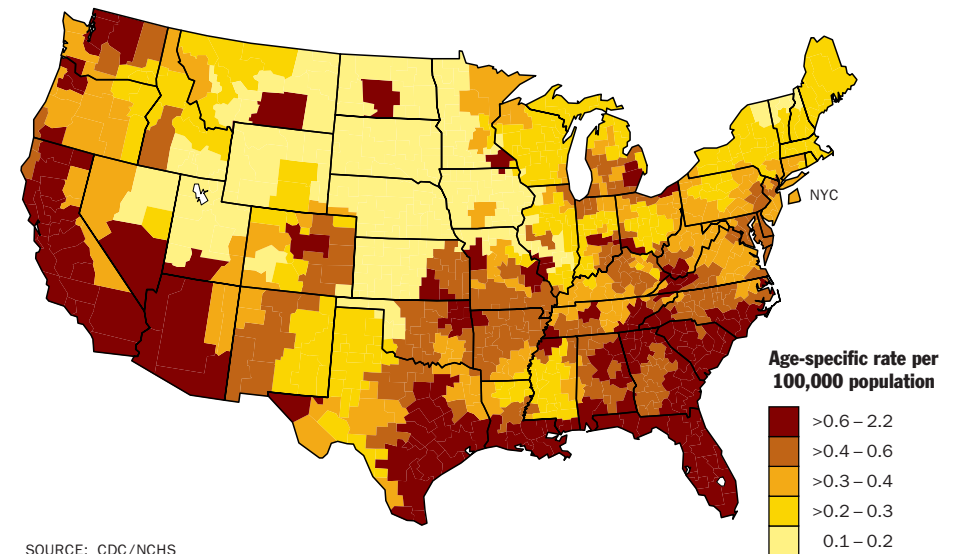 NYC
Age-specific rate per
100,000 population
>0.6 – 2.2
>0.4 – 0.6
>0.3 – 0.4
>0.2 – 0.3
0.1 – 0.2
SOURCE: CDC/NCHS